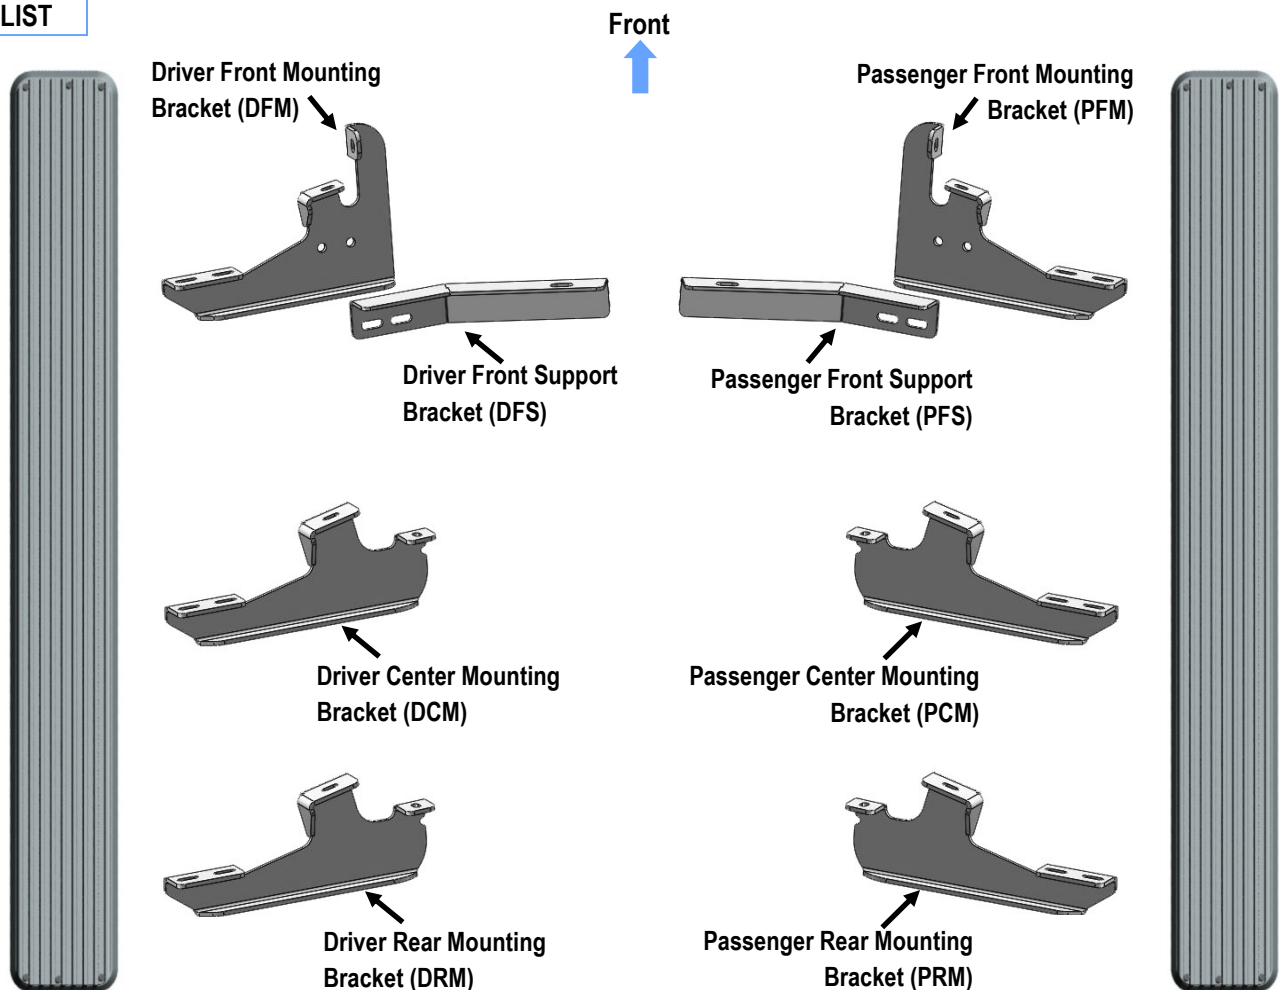 LIST
Front
Driver Front Mounting
Bracket (DFM)
Passenger Front Mounting
Bracket (PFM)
Driver Front Support
Bracket (DFS)
Passenger Front Support
Bracket (PFS)
Driver Center Mounting
Bracket (DCM)
Passenger Center Mounting
Bracket (PCM)
Driver Rear Mounting
Bracket (DRM)
Passenger Rear Mounting
Bracket (PRM)